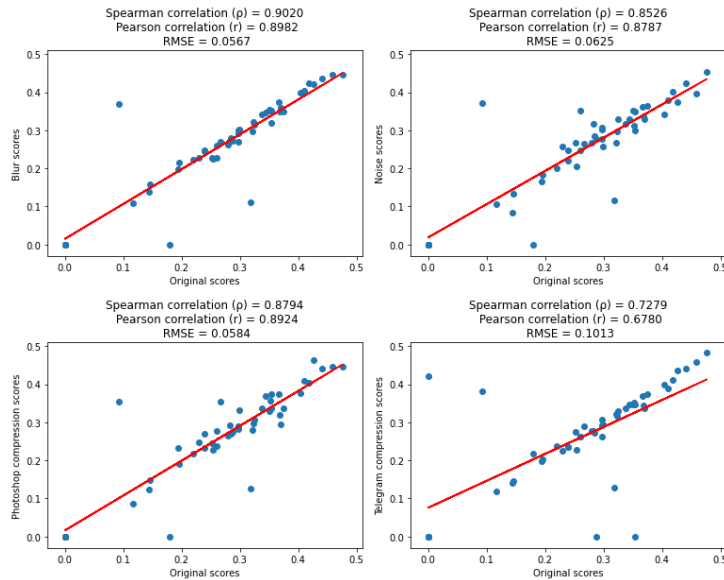 Spearman correlation (ρ) = 0.9020
Pearson correlation (r) = 0.8982
RMSE = 0.0567
0.5
0.4
0.3
0.2
0.1
0.0
Blur scores
0.0 0.1 0.2 0.3 0.4 0.5
Original scores
Spearman correlation (ρ) = 0.8526
Pearson correlation (r) = 0.8787
RMSE = 0.0625
0.5
0.4
0.3
0.2
0.1
0.0
Noise scores
0.0 0.1 0.2 0.3 0.4 0.5
Original scores
Spearman correlation (ρ) = 0.8794
Pearson correlation (r) = 0.8924
RMSE = 0.0584
0.5
0.4
0.3
0.2
0.1
0.0
Photoshop compression scores
0.0 0.1 0.2 0.3 0.4 0.5
Original scores
Spearman correlation (ρ) = 0.7279
Pearson correlation (r) = 0.6780
RMSE = 0.1013
0.5
0.4
0.3
0.2
0.1
0.0
Telegram compression scores
0.0 0.1 0.2 0.3 0.4 0.5
Original scores